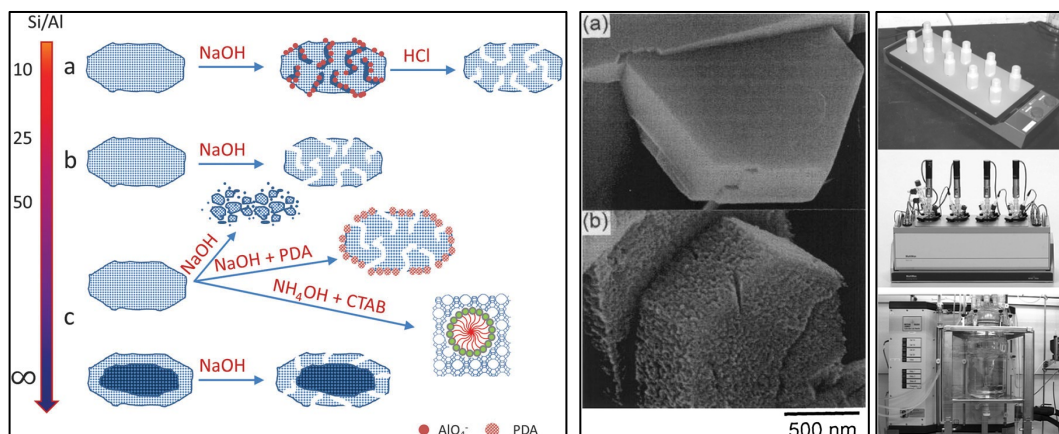 Si/Al
10
25
50
∞
a
NaOH
HCl
b
NaOH
NaOH
NaOH + PDA
NH₄OH + CTAB
c
NaOH
AlO₄⁻
PDA
(a)
(b)
500 nm